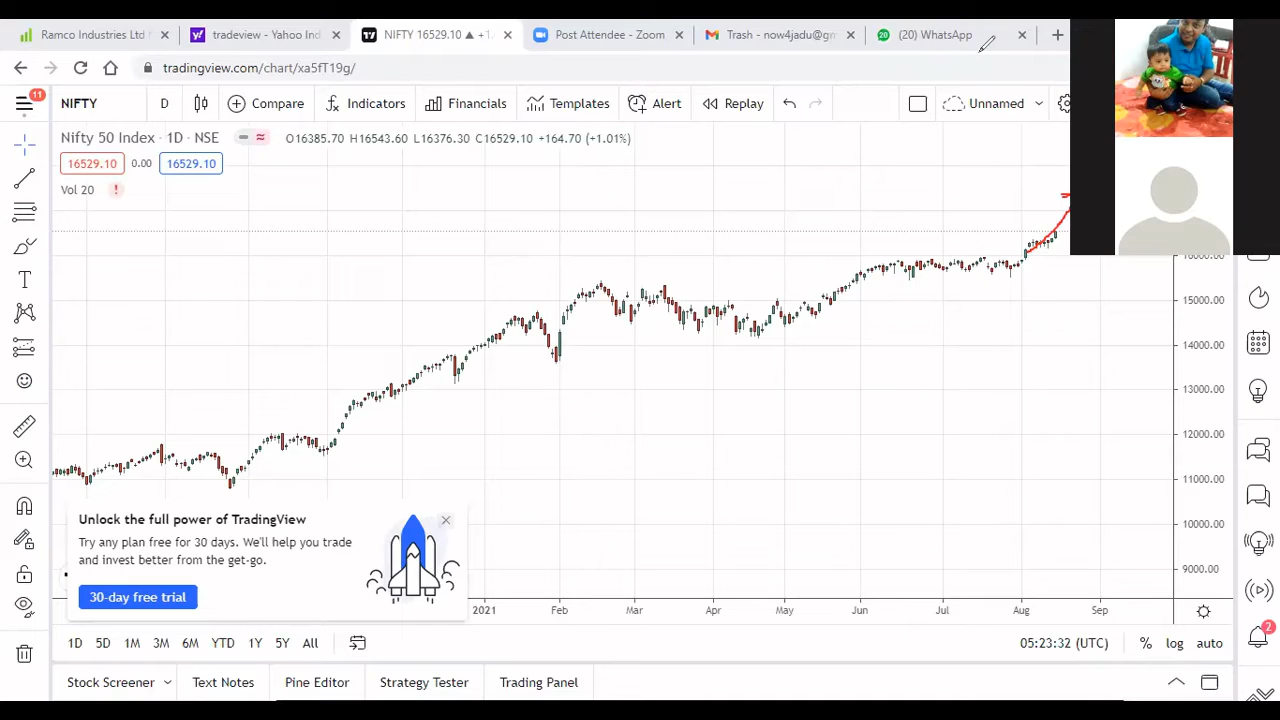 Ramco Industries Ltd
tradeview - Yahoo Ind
NIFTY 16529.10 ▲ +1.
Post Attendee - Zoom
Trash - now4jadu@gm
(20) WhatsApp
tradingview.com/chart/xa5fT19g/
11
NIFTY
D
Compare
Indicators
Financials
Templates
Alert
Replay
Unnamed
Nifty 50 Index · 1D · NSE
O16385.70 H16543.60 L16376.30 C16529.10 +164.70 (+1.01%)
16529.10
0.00
16529.10
Vol 20
!
16000.00
15000.00
14000.00
13000.00
12000.00
11000.00
10000.00
9000.00
Unlock the full power of TradingView
Try any plan free for 30 days. We'll help you trade
and invest better from the get-go.
30-day free trial
2021
Feb
Mar
Apr
May
Jun
Jul
Aug
Sep
1D
5D
1M
3M
6M
YTD
1Y
5Y
All
05:23:32 (UTC)
%
log
auto
2
Stock Screener
Text Notes
Pine Editor
Strategy Tester
Trading Panel